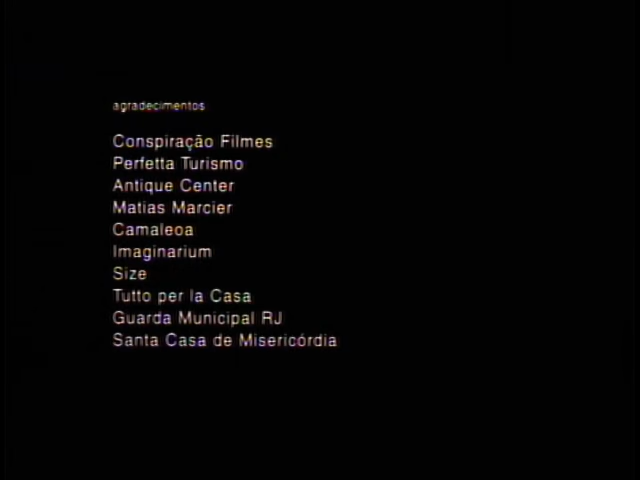 agradecimentos
Conspiração Filmes
Perfetta Turismo
Antique Center
Matias Marcier
Camaleoa
Imaginarium
Size
Tutto per la Casa
Guarda Municipal RJ
Santa Casa de Misericórdia